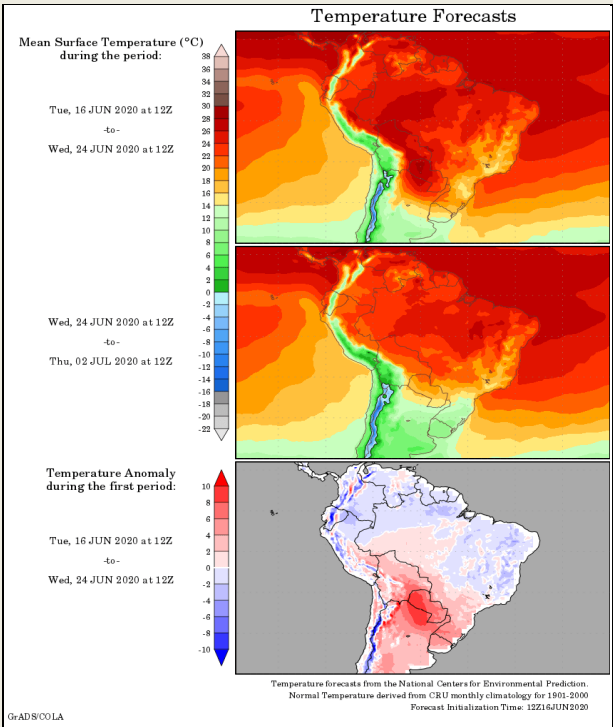 Temperature Forecasts
Mean Surface Temperature (°C)
during the period:
Tue, 16 JUN 2020 at 12Z
-to-
Wed, 24 JUN 2020 at 12Z
38
36
34
32
30
28
26
24
22
20
18
16
14
12
10
8
6
4
2
0
-2
-4
-6
-8
-10
-12
-14
-16
-18
-20
-22
Wed, 24 JUN 2020 at 12Z
-to-
Thu, 02 JUL 2020 at 12Z
Temperature Anomaly
during the first period:
Tue, 16 JUN 2020 at 12Z
-to-
Wed, 24 JUN 2020 at 12Z
10
8
6
4
2
0
-2
-4
-6
-8
-10
Temperature forecasts from the National Centers for Environmental Prediction.
Normal Temperature derived from CRU monthly climatology for 1901-2000
Forecast Initialization Time: 12Z16JUN2020
GrADS/COLA